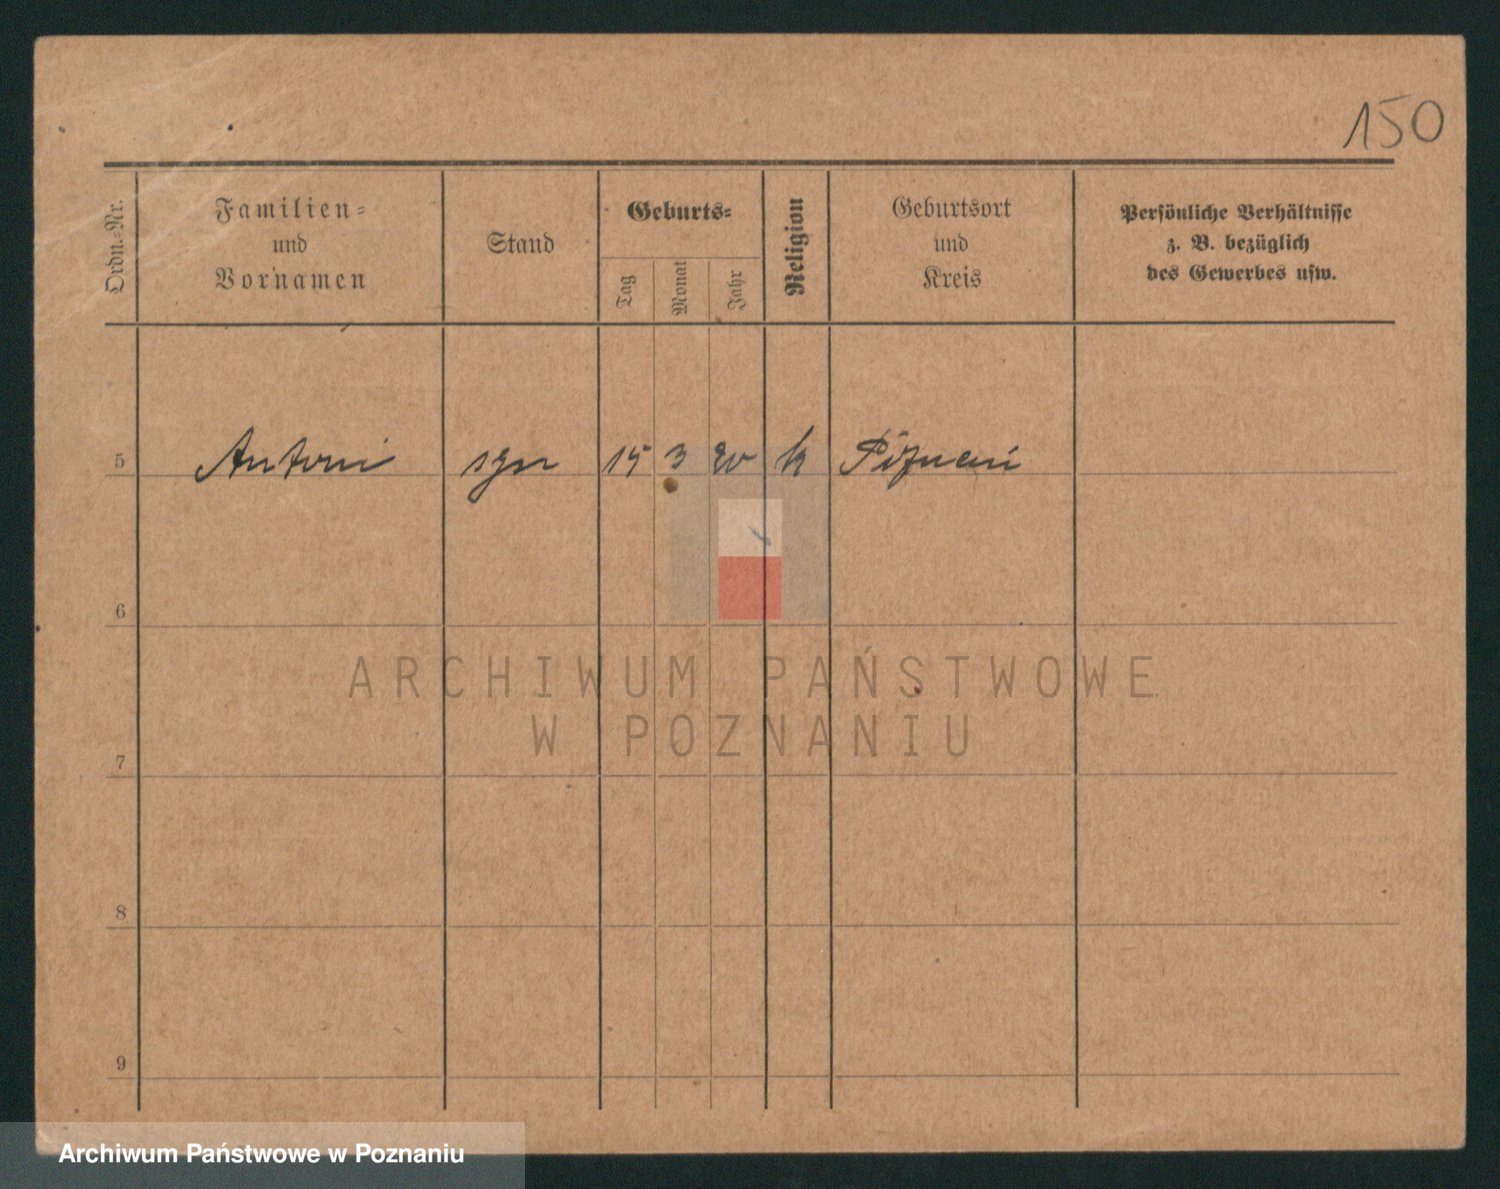 150
Ordn.-Nr.
Familien-
und
Vornamen
Stand
Geburts-
Tag
Monat
Jahr
Religion
Geburtsort
und
Kreis
Persönliche Verhältnisse
z. B. bezüglich
des Gewerbes usw.
5 Antoni syn 15 3 20 k Poznań
6
ARCHIWUM PAŃSTWOWE
W POZNANIU
7
8
9
Archiwum Państwowe w Poznaniu